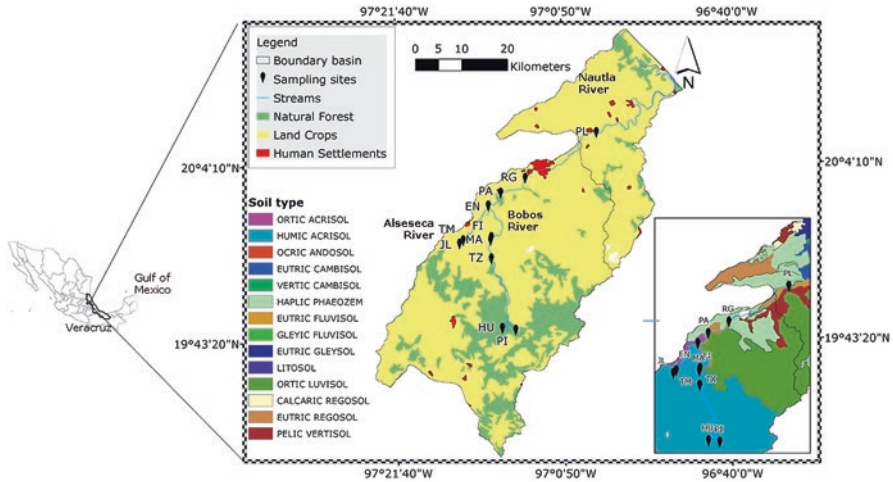 97°21'40"W 97°0'50"W 96°40'0"W
Legend
Boundary basin
Sampling sites
Streams
Natural Forest
Land Crops
Human Settlements
0 5 10 20
Kilometers
N
Nautla
River
PL
20°4'10"N
20°4'10"N
RG
PA
EN
Alseseca
River
TM
JL
FI
MA
TZ
Bobos
River
HU
PI
19°43'20"N
19°43'20"N
Soil type
ORTIC ACRISOL
HUMIC ACRISOL
OCRIC ANDOSOL
EUTRIC CAMBISOL
VERTIC CAMBISOL
HAPLIC PHAEOZEM
EUTRIC FLUVISOL
GLEYIC FLUVISOL
EUTRIC GLEYSOL
LITOSOL
ORTIC LUVISOL
CALCARIC REGOSOL
EUTRIC REGOSOL
PELIC VERTISOL
Gulf of
Mexico
Veracruz
PL
RG
PA
EN
JL
TM
MA
TX
HU
97°21'40"W 97°0'50"W 96°40'0"W